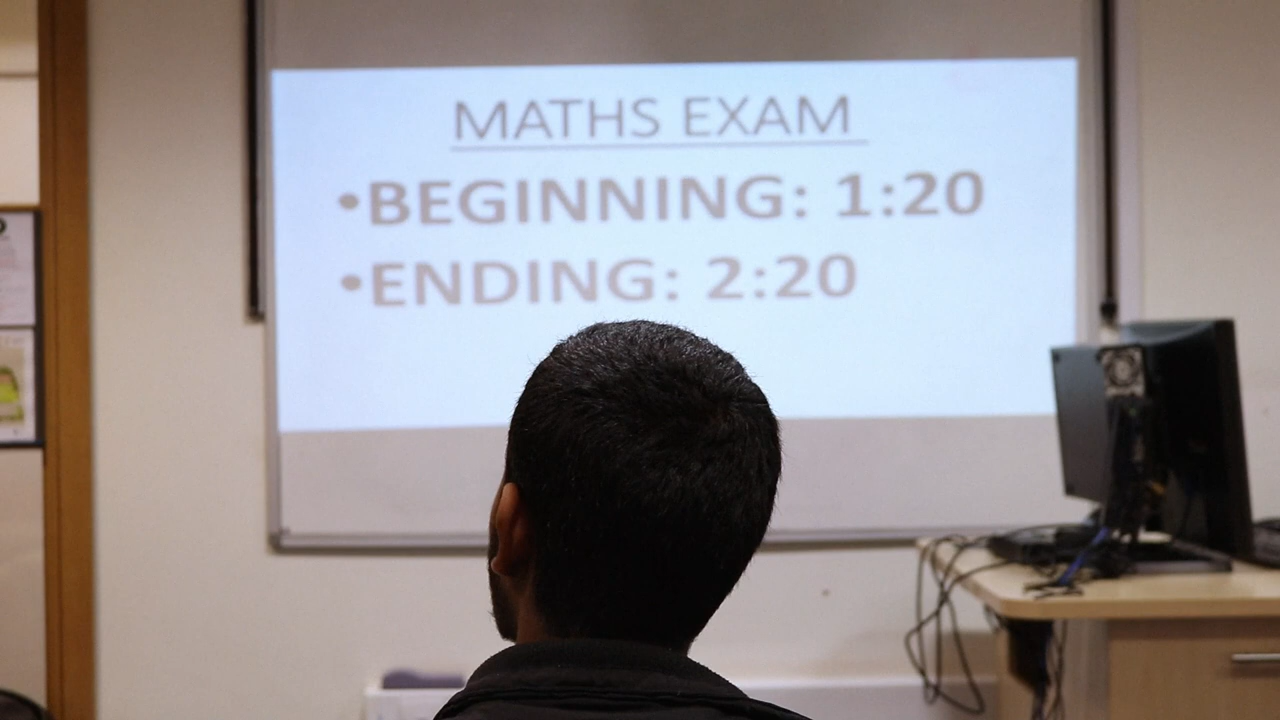 MATHS EXAM
•BEGINNING: 1:20
•ENDING: 2:20